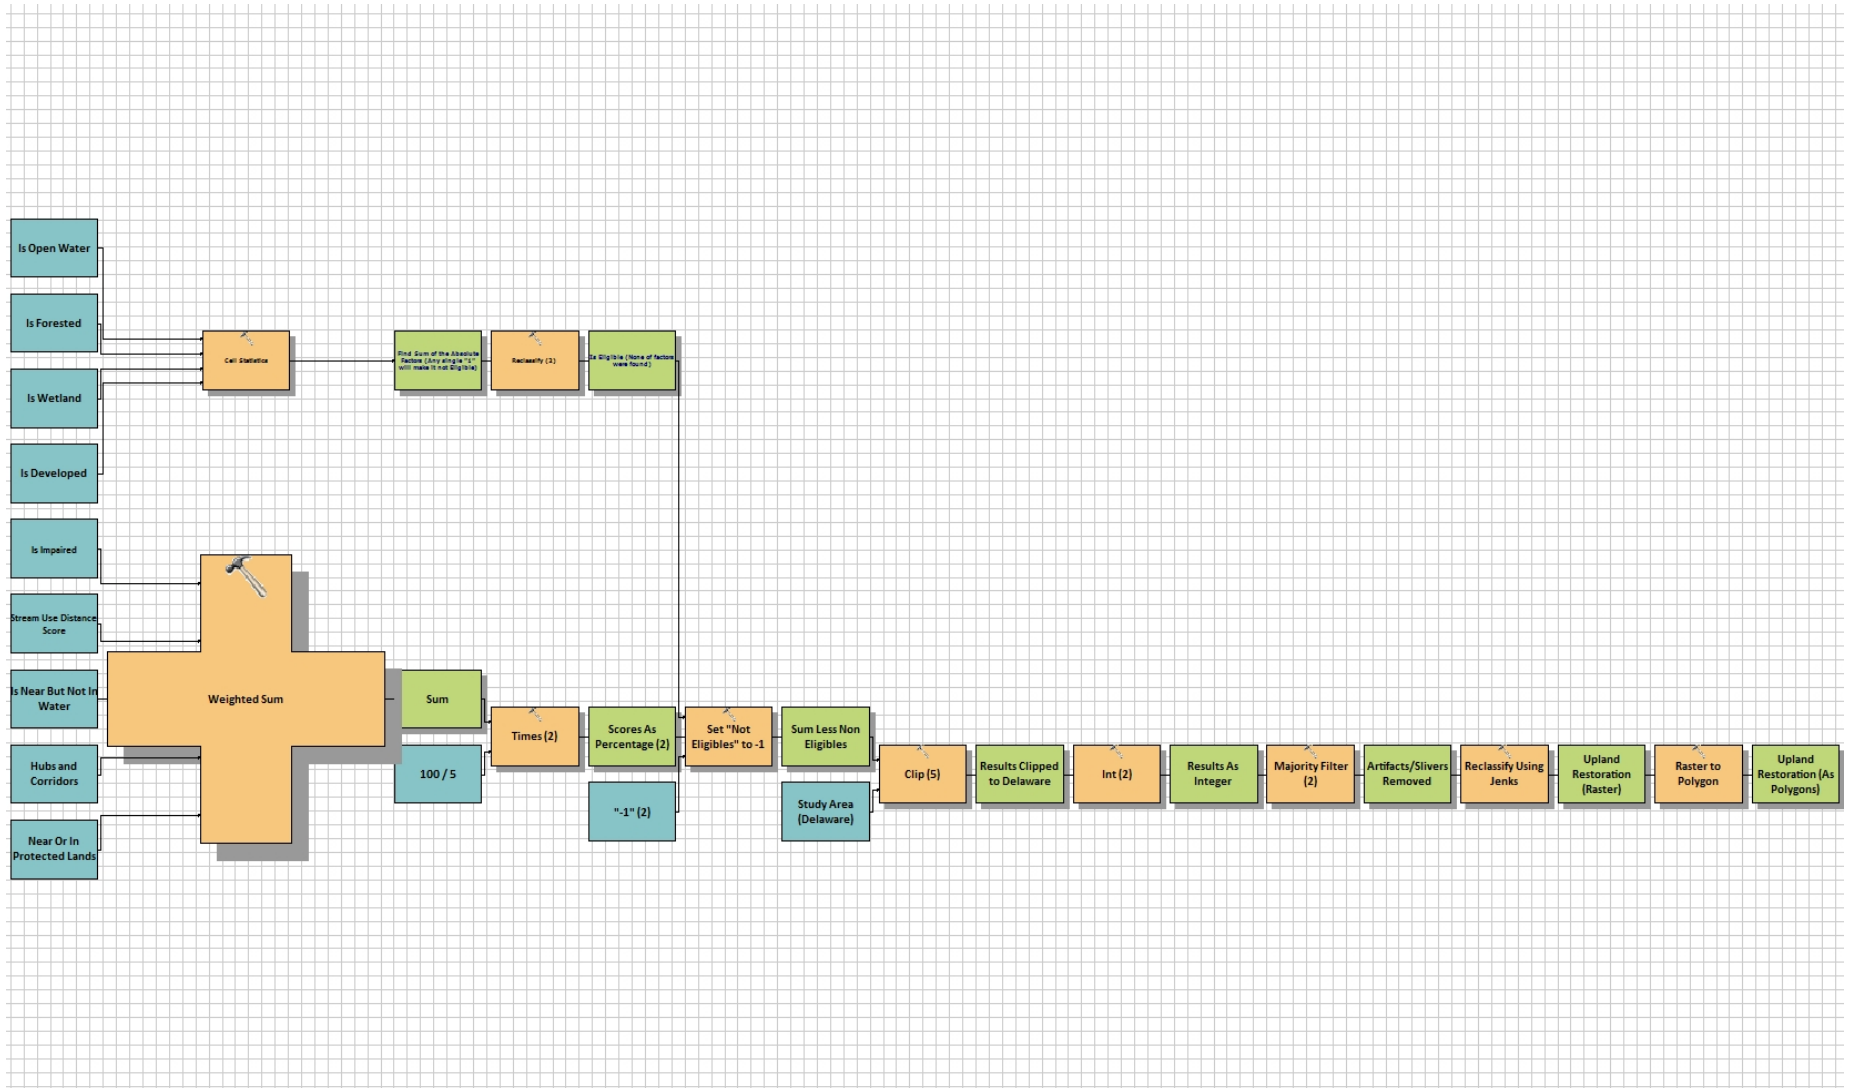 Is Open Water
Is Forested
Is Wetland
Is Developed
Is Impaired
Stream Use Distance
Score
Is Near But Not In
Water
Hubs and
Corridors
Near Or In
Protected Lands
Cell Statistics
Find Sum of the Absolute
Factors (Any single "1"
will make it not Eligible)
Reclassify (3)
Is Eligible (None of factors
were found)
Weighted Sum
Sum
100 / 5
Times (2)
Scores As
Percentage (2)
"-1" (2)
Set "Not
Eligibles" to -1
Sum Less Non
Eligibles
Study Area
(Delaware)
Clip (5)
Results Clipped
to Delaware
Int (2)
Results As
Integer
Majority Filter
(2)
Artifacts/Slivers
Removed
Reclassify Using
Jenks
Upland
Restoration
(Raster)
Raster to
Polygon
Upland
Restoration (As
Polygons)